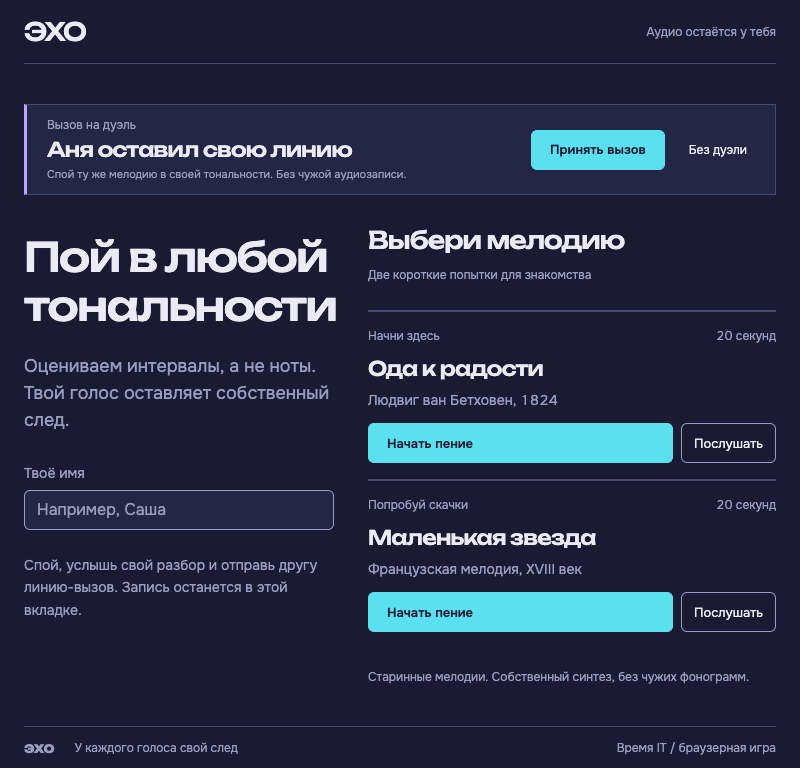 ЭХО
Аудио остаётся у тебя
Вызов на дуэль
Аня оставил свою линию
Спой ту же мелодию в своей тональности. Без чужой аудиозаписи.
Принять вызов
Без дуэли
Пой в любой
тональности
Оцениваем интервалы, а не ноты.
Твой голос оставляет собственный
след.
Твоё имя
Например, Саша
Спой, услышь свой разбор и отправь другу
линию-вызов. Запись останется в этой
вкладке.
Выбери мелодию
Две короткие попытки для знакомства
Начни здесь
20 секунд
Ода к радости
Людвиг ван Бетховен, 1824
Начать пение
Послушать
Попробуй скачки
20 секунд
Маленькая звезда
Французская мелодия, XVIII век
Начать пение
Послушать
Старинные мелодии. Собственный синтез, без чужих фонограмм.
эхо
У каждого голоса свой след
Время IT / браузерная игра